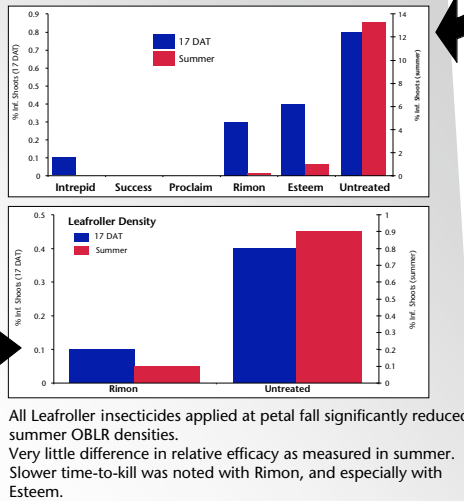 0.9
0.8
0.7
0.6
0.5
0.4
0.3
0.2
0.1
0
% Inf. Shoots (17 DAT)
17 DAT
Summer
14
12
10
8
6
4
2
0
% Inf. Shoots (summer)
Intrepid Success Proclaim Rimon Esteem Untreated
0.5
0.4
0.3
0.2
0.1
0
% Inf. Shoots (17 DAT)
Leafroller Density
17 DAT
Summer
1
0.9
0.8
0.7
0.6
0.5
0.4
0.3
0.2
0.1
0
% Inf. Shoots (summer)
Rimon Untreated
All Leafroller insecticides applied at petal fall significantly reduced
summer OBLR densities.
Very little difference in relative efficacy as measured in summer.
Slower time-to-kill was noted with Rimon, and especially with
Esteem.